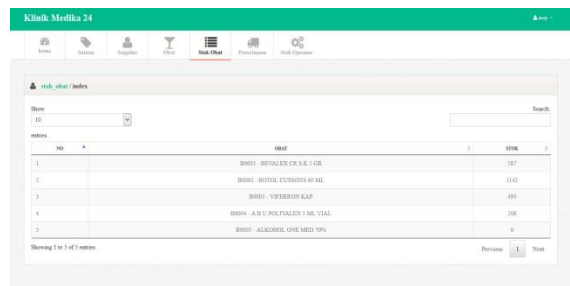 Klinik Medika 24
home
Satuan
Supplier
Obat
Stok Obat
Penerimaan
Stok Opname
stok_obat / index
Show
Search:
10
entries
NO OBAT STOK
1 B0001 - BEVALEX CR S.K 5 GR 587
2 B0002 - BOTOL CUSSONS 60 ML 1142
3 B0003 - VIFERRON KAP 493
4 B0004 - A B U POLIVALEN 5 ML VIAL
5 B0005 - ALKOHOL ONE MED 70% 0
Showing 1 to 5 of 5 entries
Previous 1 Next